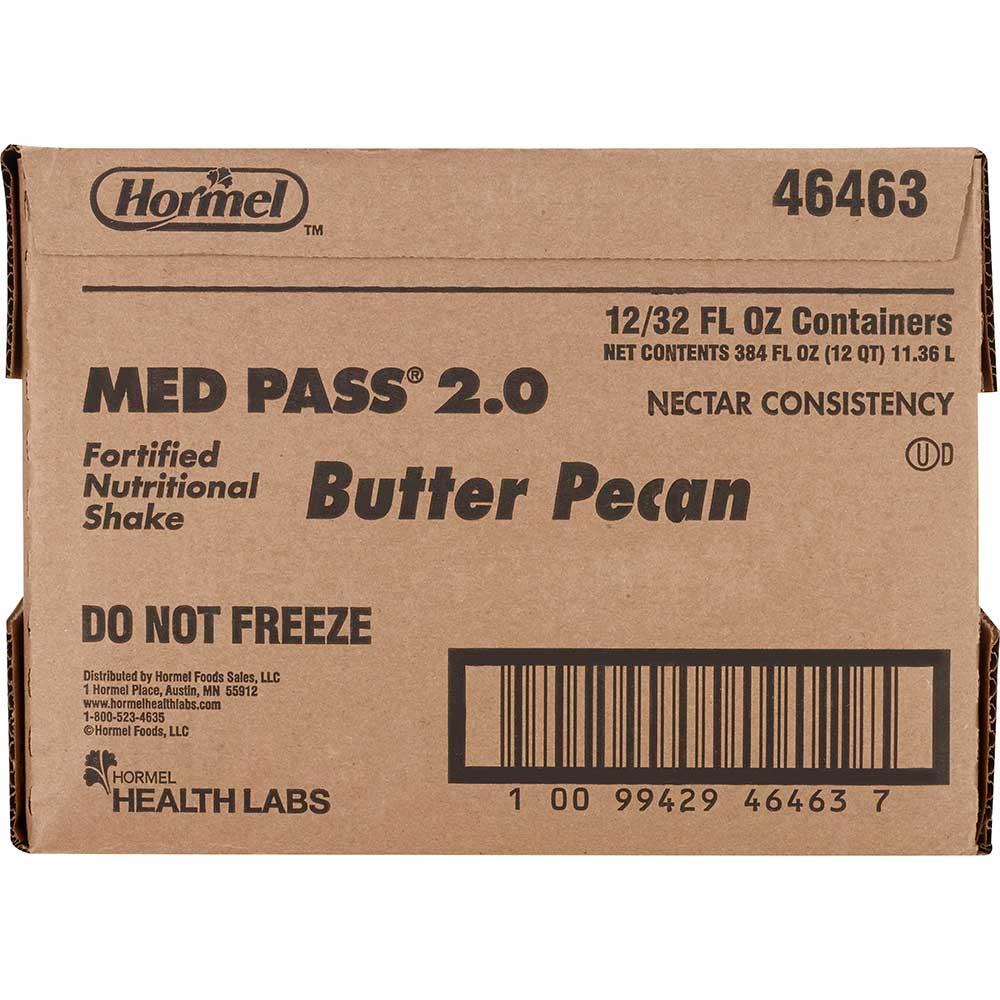 Hormel TM
46463
12/32 FL OZ Containers
NET CONTENTS 384 FL OZ (12 QT) 11.36 L
MED PASS® 2.0
NECTAR CONSISTENCY
Fortified
Nutritional
Shake
Butter Pecan
Ⓤ D
DO NOT FREEZE
Distributed by Hormel Foods Sales, LLC
1 Hormel Place, Austin, MN 55912
www.hormelhealthlabs.com
1-800-523-4635
© Hormel Foods, LLC
HORMEL
HEALTH LABS
1 00 99429 46463 7